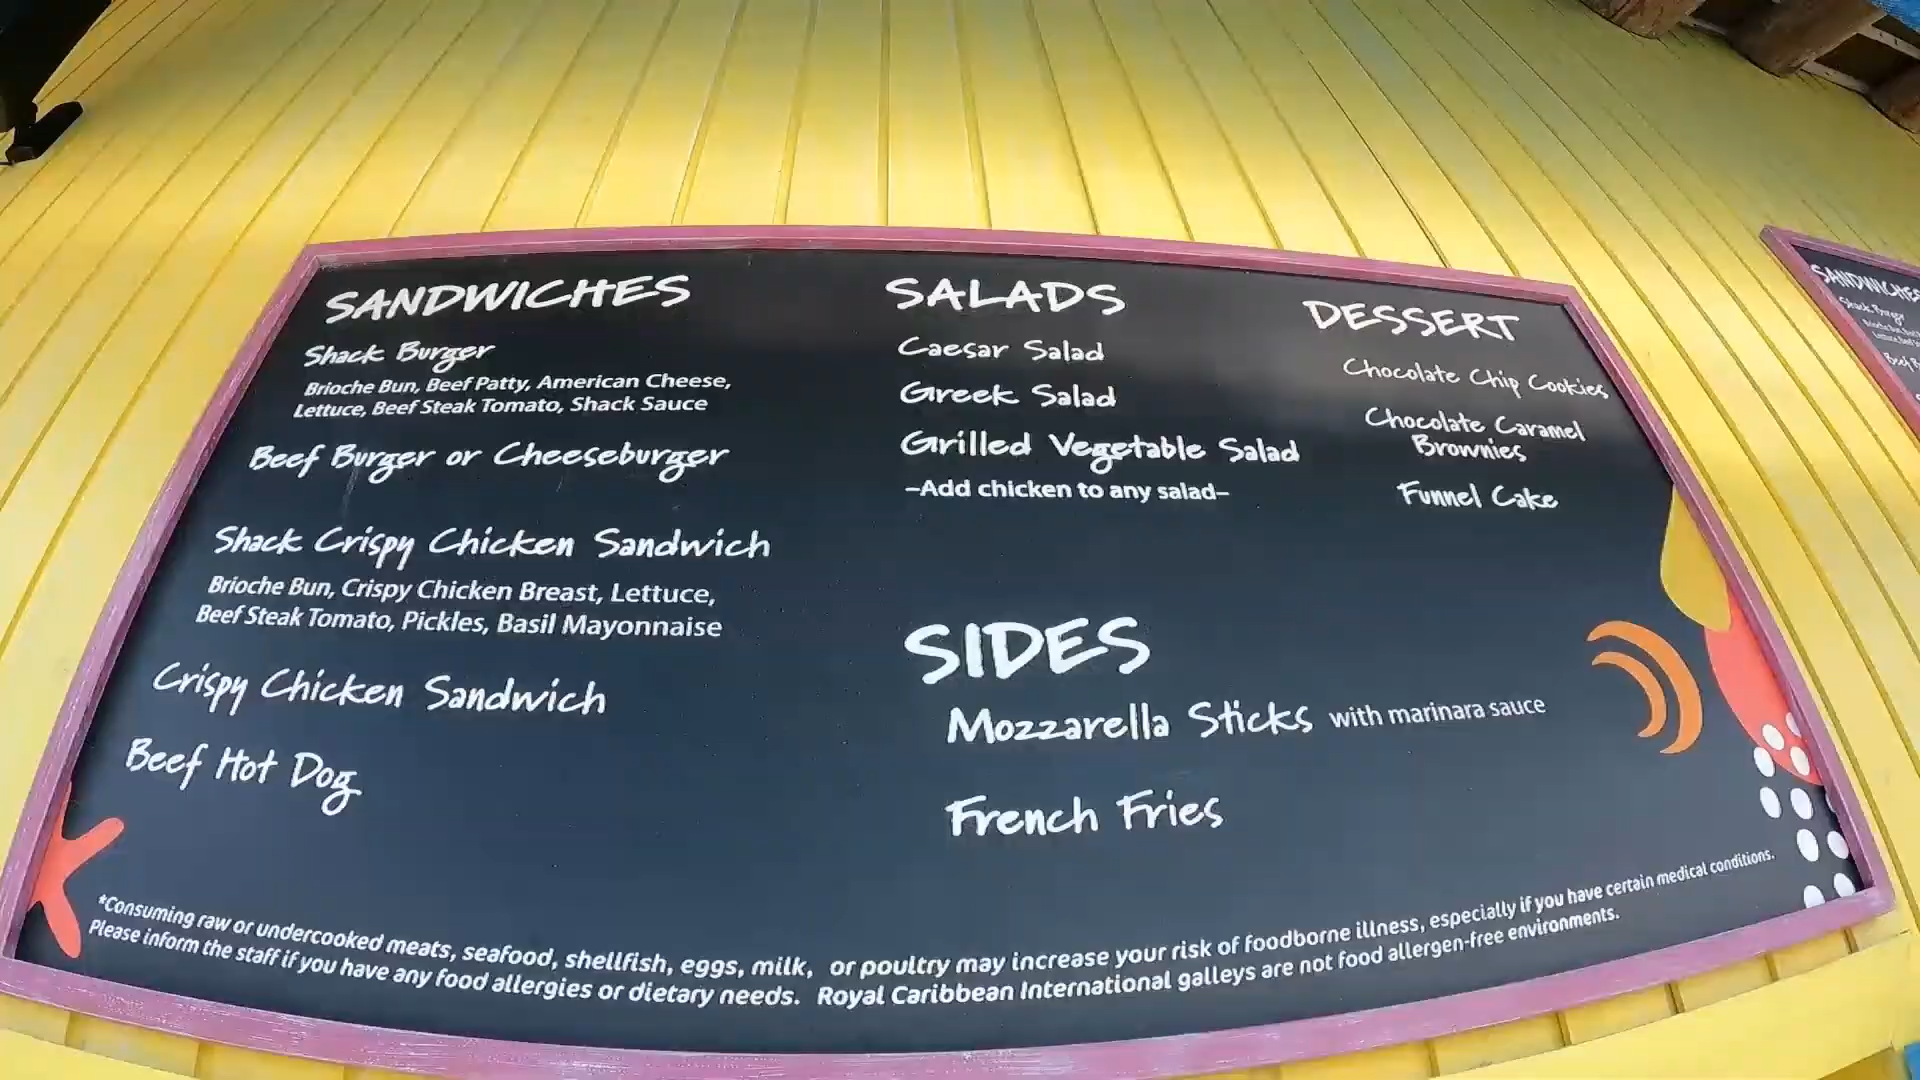 SANDWICHES
Shack Burger
Brioche Bun, Beef Patty, American Cheese,
Lettuce, Beef Steak Tomato, Shack Sauce
Beef Burger or Cheeseburger
Shack Crispy Chicken Sandwich
Brioche Bun, Crispy Chicken Breast, Lettuce,
Beef Steak Tomato, Pickles, Basil Mayonnaise
Crispy Chicken Sandwich
Beef Hot Dog
SALADS
Caesar Salad
Greek Salad
Grilled Vegetable Salad
–Add chicken to any salad–
SIDES
Mozzarella Sticks with marinara sauce
French Fries
DESSERT
Chocolate Chip Cookies
Chocolate Caramel
Brownies
Funnel Cake
*Consuming raw or undercooked meats, seafood, shellfish, eggs, milk, or poultry may increase your risk of foodborne illness, especially if you have certain medical conditions.
Please inform the staff if you have any food allergies or dietary needs. Royal Caribbean International galleys are not food allergen-free environments.
SANDWICHES
Shack Burger